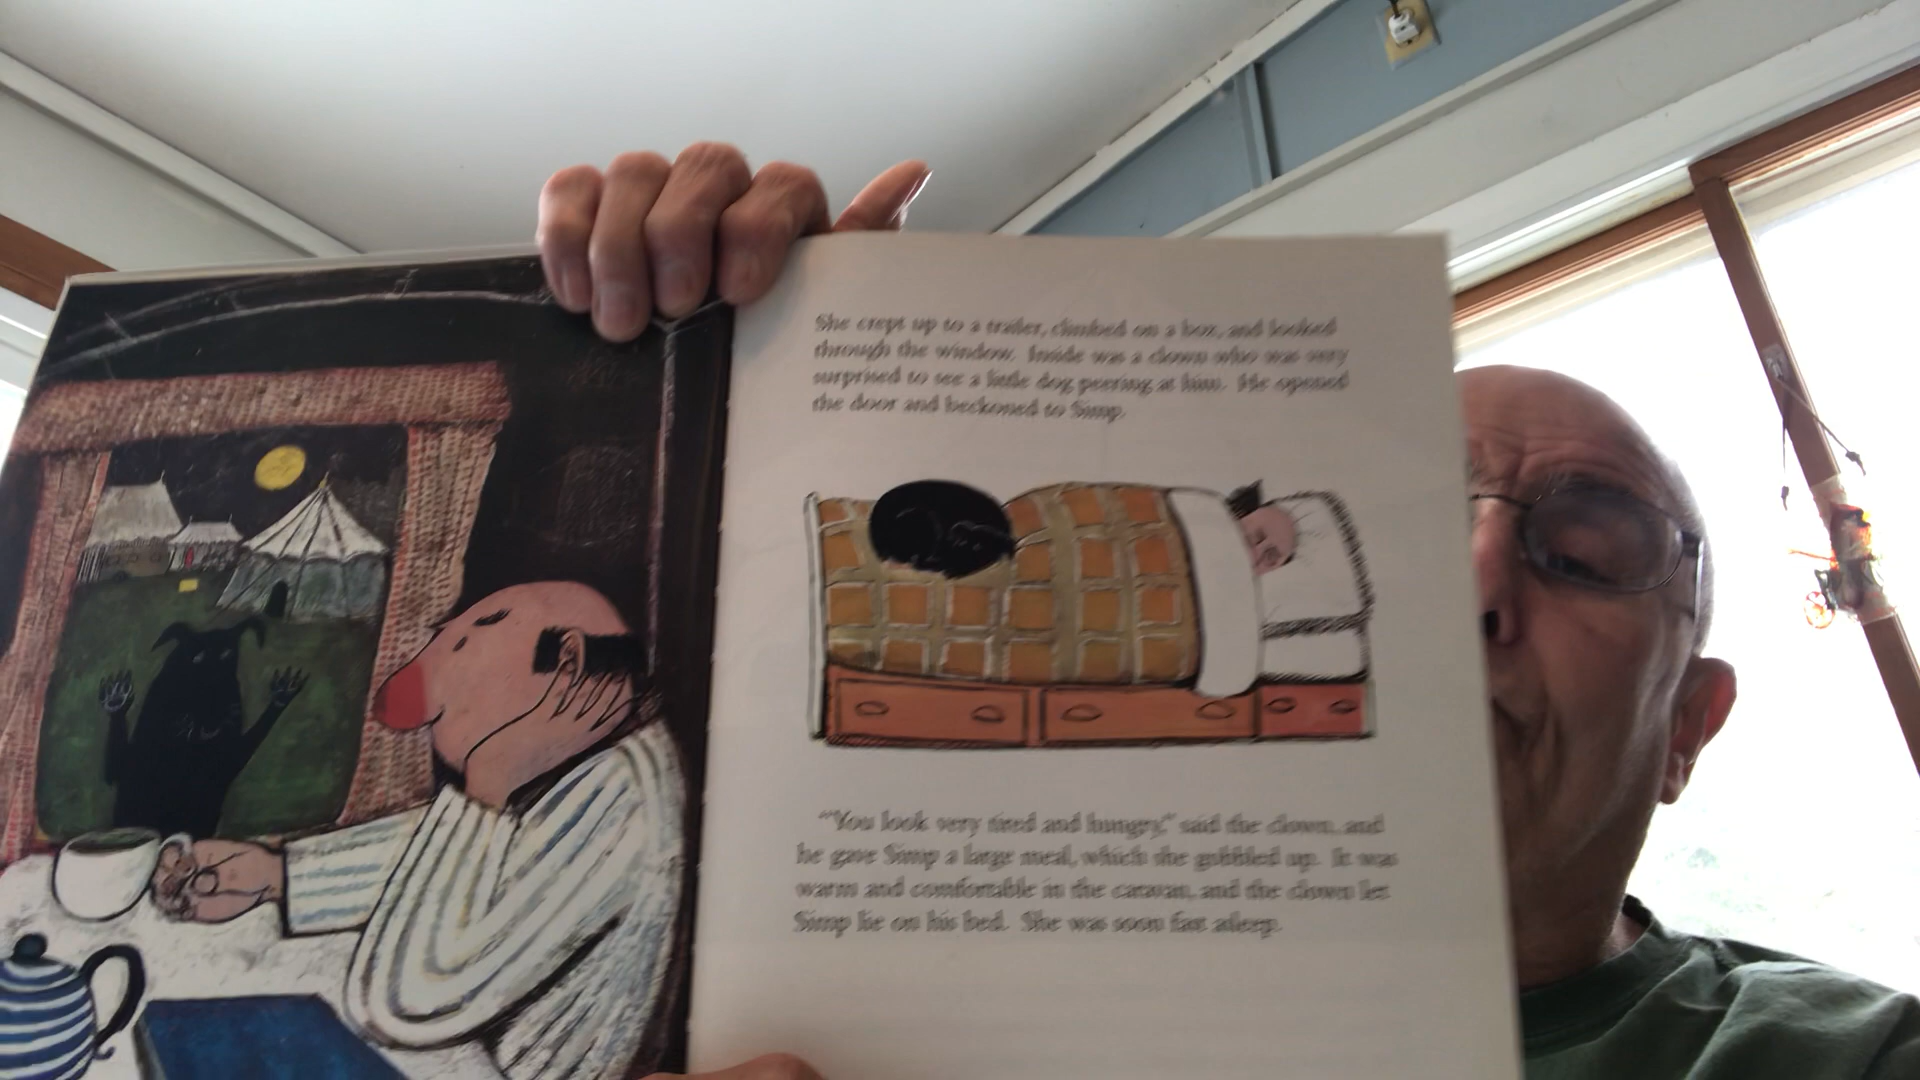 She crept up to a trailer, climbed on a box, and looked
through the window. Inside was a clown who was very
surprised to see a little dog peering at him. He opened
the door and beckoned to Simp.
"You look very tired and hungry," said the clown, and
he gave Simp a large meal, which she gobbled up. It was
warm and comfortable in the caravan, and the clown let
Simp lie on his bed. She was soon fast asleep.